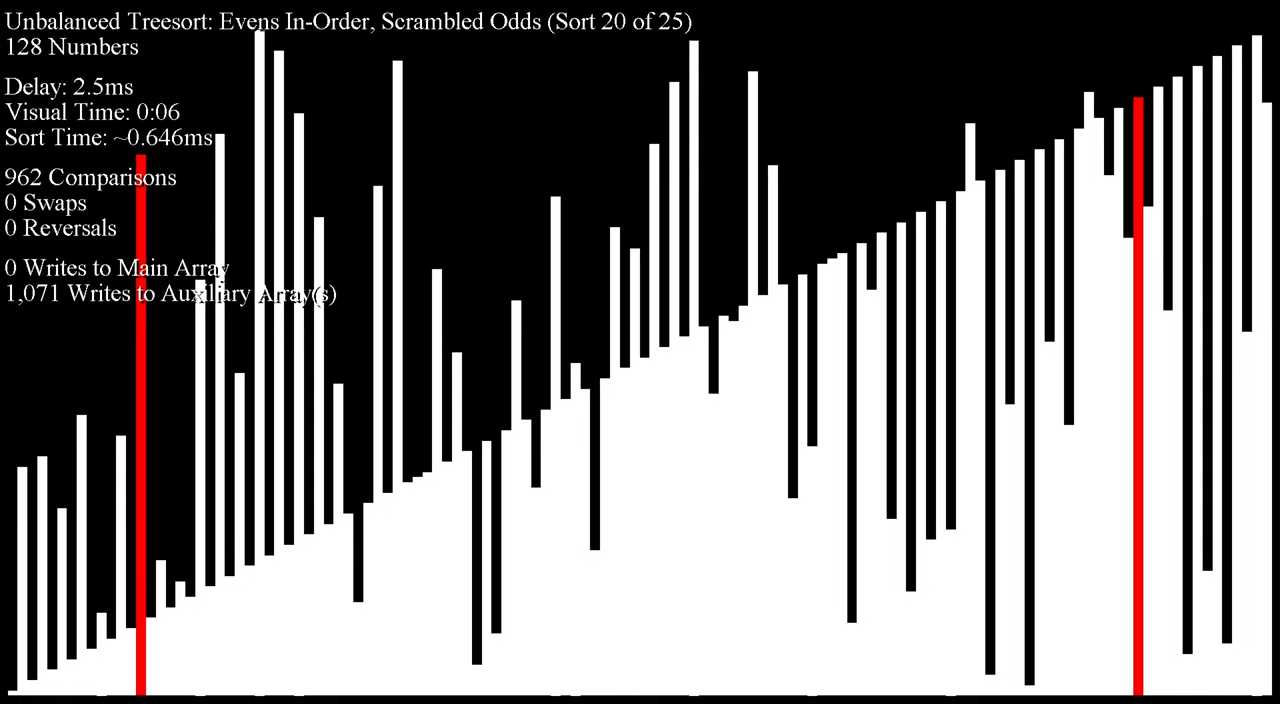 Unbalanced Treesort: Evens In-Order, Scrambled Odds (Sort 20 of 25)
128 Numbers
Delay: 2.5ms
Visual Time: 0:06
Sort Time: ~0.646ms
962 Comparisons
0 Swaps
0 Reversals
0 Writes to Main Array
1,071 Writes to Auxiliary Array(s)